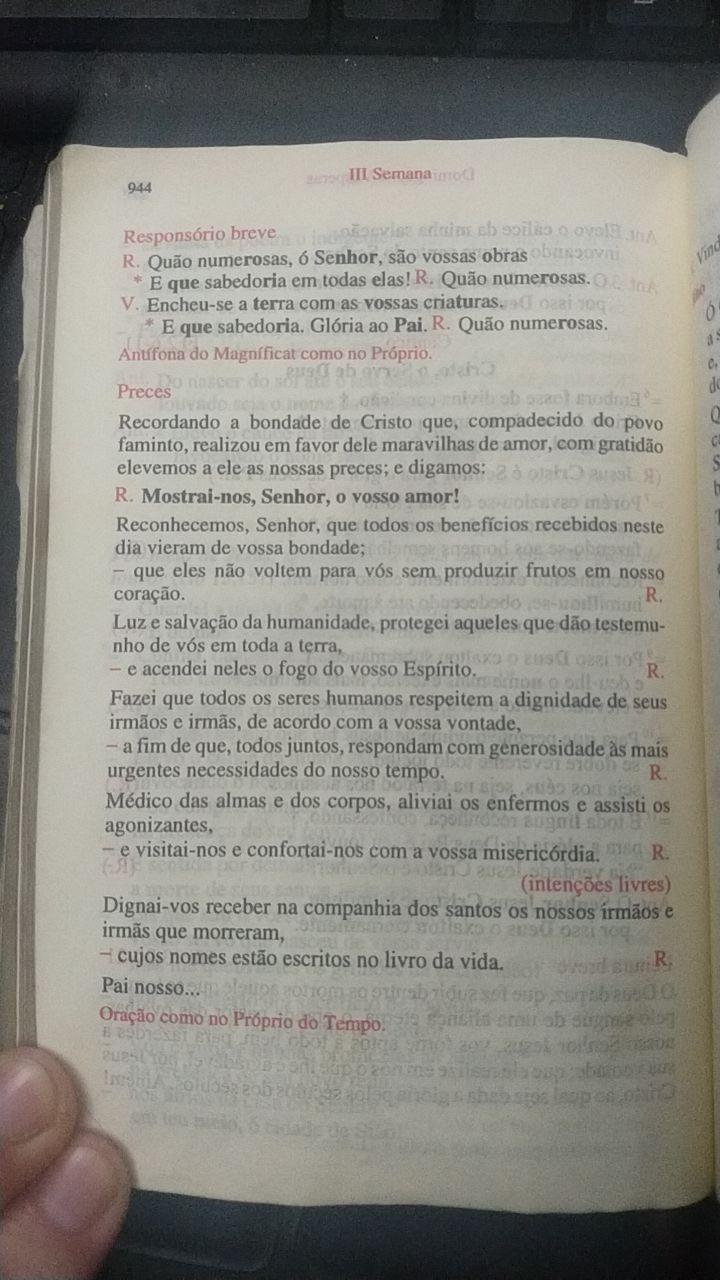 944
III Semana
Responsório breve
R. Quão numerosas, ó Senhor, são vossas obras
* E que sabedoria em todas elas! R. Quão numerosas.
V. Encheu-se a terra com as vossas criaturas.
* E que sabedoria. Glória ao Pai. R. Quão numerosas.
Antífona do Magníficat como no Próprio.
Preces
Recordando a bondade de Cristo que, compadecido do povo
faminto, realizou em favor dele maravilhas de amor, com gratidão
elevemos a ele as nossas preces; e digamos:
R. Mostrai-nos, Senhor, o vosso amor!
Reconhecemos, Senhor, que todos os benefícios recebidos neste
dia vieram de vossa bondade;
– que eles não voltem para vós sem produzir frutos em nosso
coração. R.
Luz e salvação da humanidade, protegei aqueles que dão testemu-
nho de vós em toda a terra,
– e acendei neles o fogo do vosso Espírito. R.
Fazei que todos os seres humanos respeitem a dignidade de seus
irmãos e irmãs, de acordo com a vossa vontade,
– a fim de que, todos juntos, respondam com generosidade às mais
urgentes necessidades do nosso tempo. R.
Médico das almas e dos corpos, aliviai os enfermos e assisti os
agonizantes,
– e visitai-nos e confortai-nos com a vossa misericórdia. R.
(intenções livres)
Dignai-vos receber na companhia dos santos os nossos irmãos e
irmãs que morreram,
– cujos nomes estão escritos no livro da vida. R.
Pai nosso...
Oração como no Próprio do Tempo.